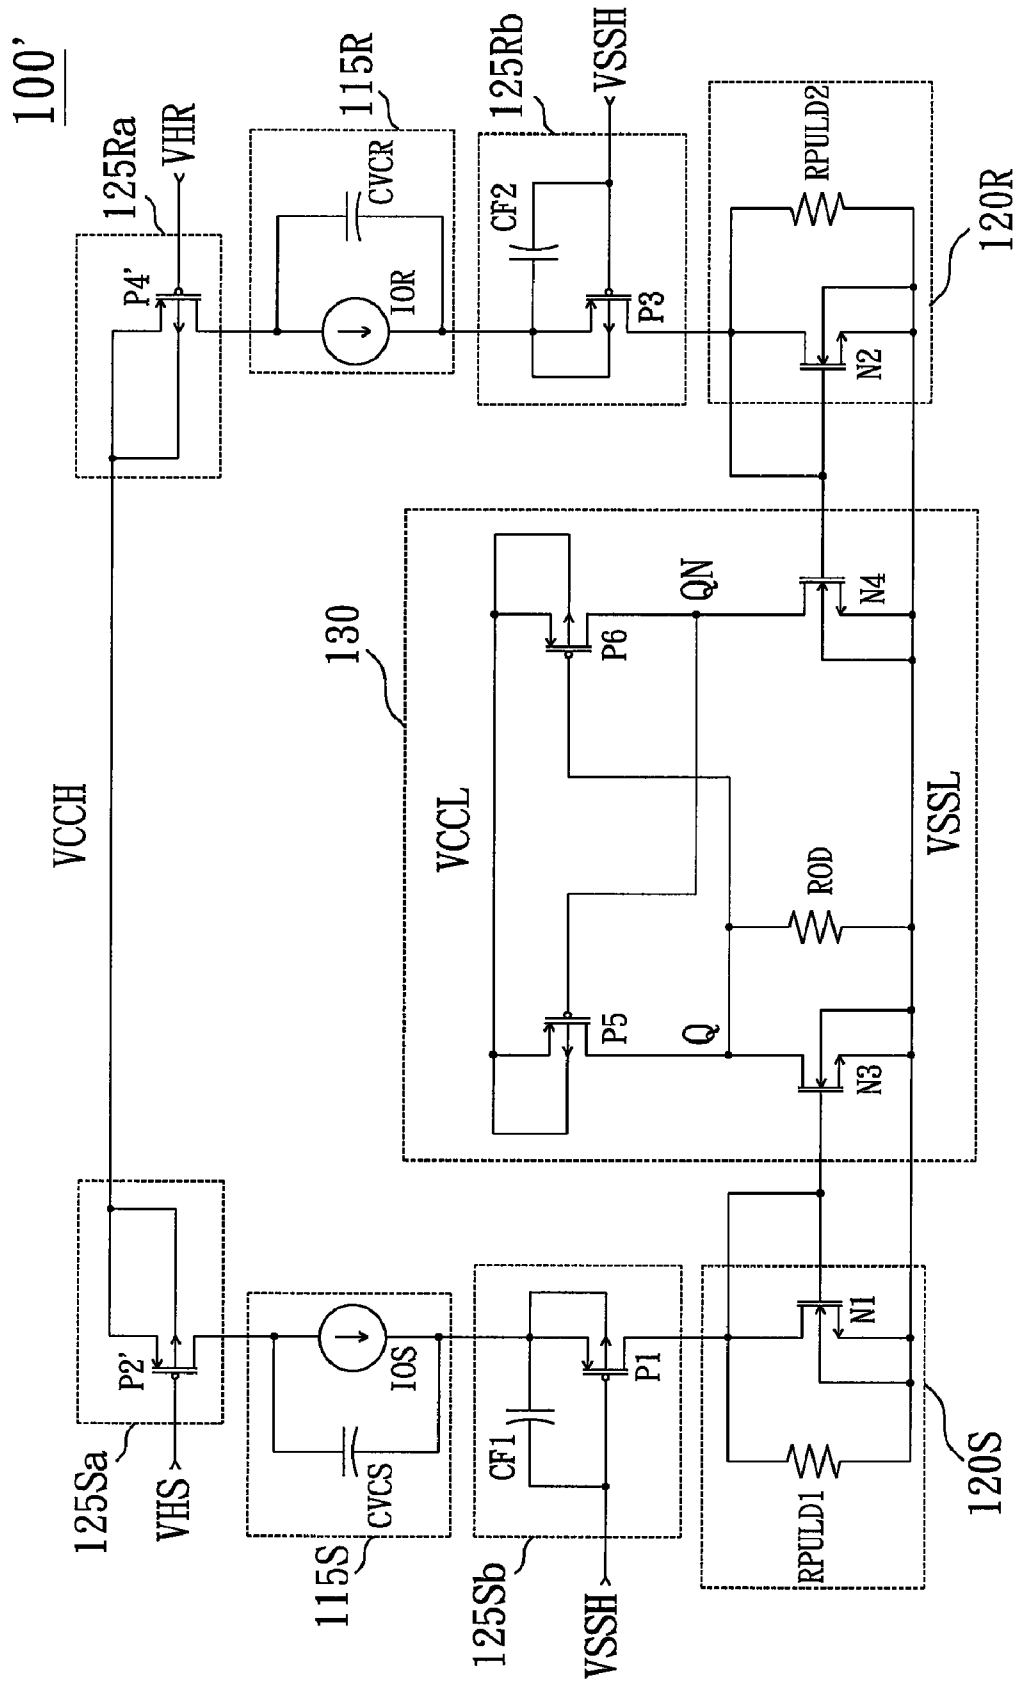 100'
VCCH
125Sa
P2'
VHS
125Ra
P4'
VHR
115S
CVCS
IOS
115R
CVCR
IOR
130
VCCL
P5
P6
Q
QN
ROD
N3
N4
VSSL
125Sb
CF1
P1
VSSH
125Rb
CF2
P3
VSSH
120S
RPULD1
N1
120R
RPULD2
N2